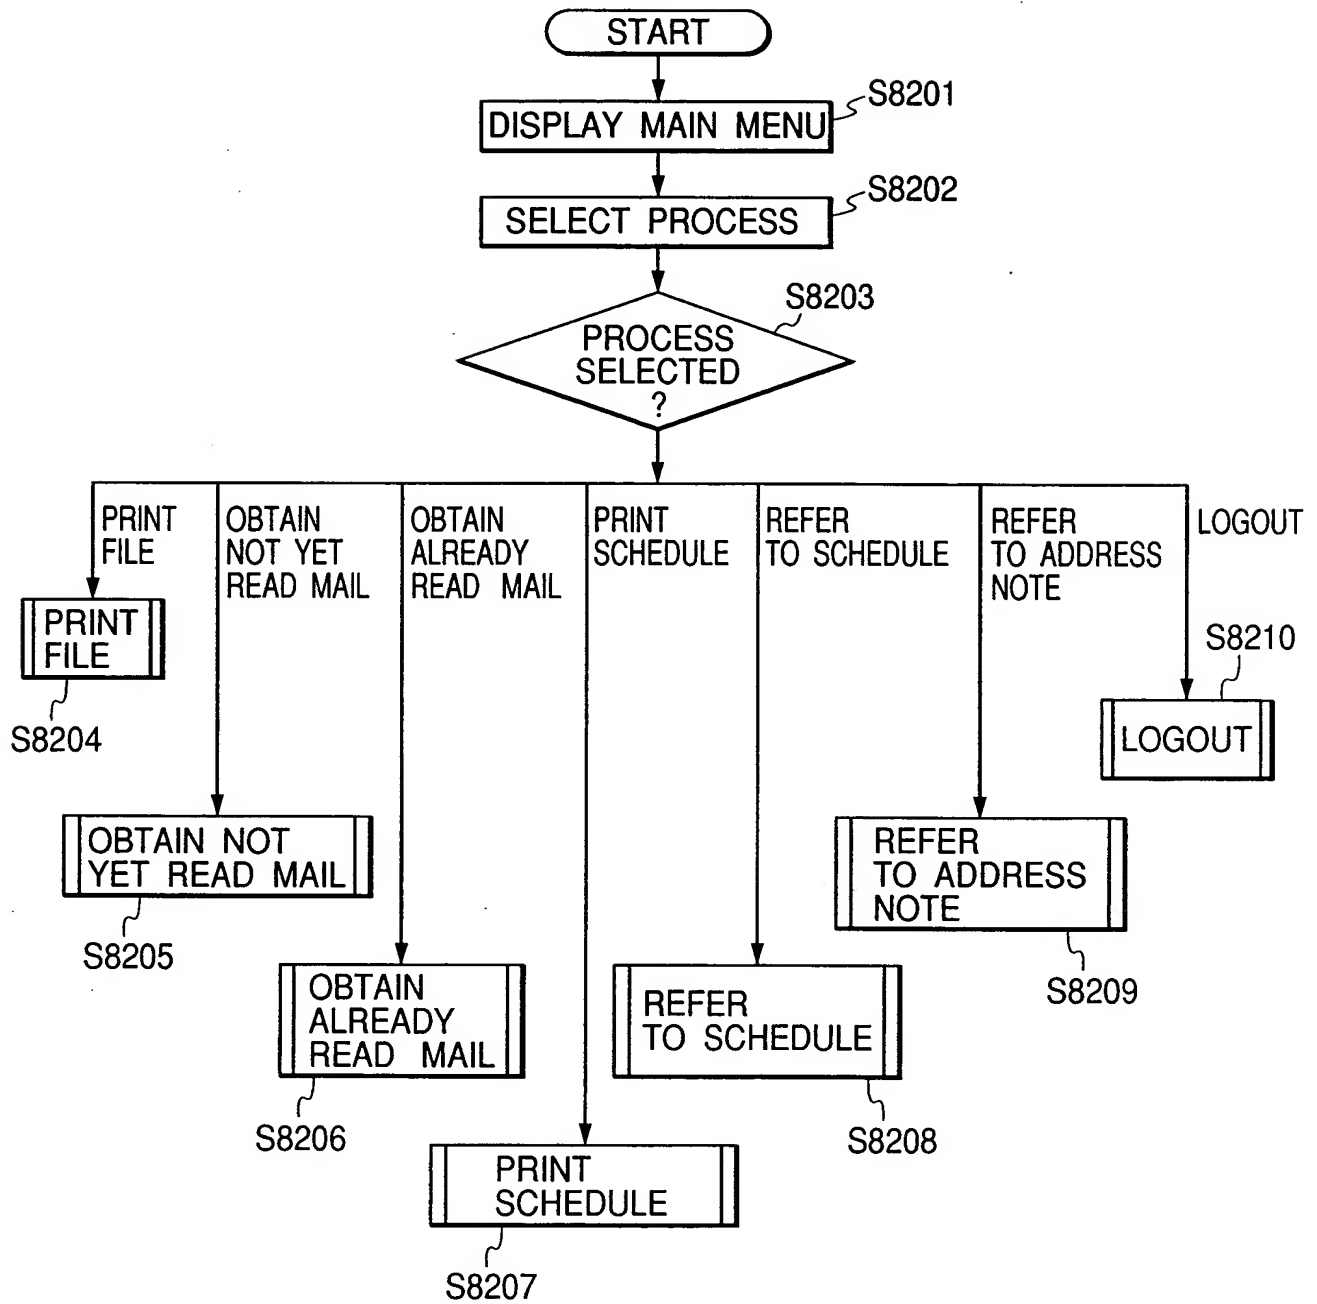 START
S8201
DISPLAY MAIN MENU
S8202
SELECT PROCESS
S8203
PROCESS
SELECTED
?
PRINT
FILE
OBTAIN
NOT YET
READ MAIL
OBTAIN
ALREADY
READ MAIL
PRINT
SCHEDULE
REFER
TO SCHEDULE
REFER
TO ADDRESS
NOTE
LOGOUT
PRINT
FILE
S8204
S8210
LOGOUT
OBTAIN NOT
YET READ MAIL
S8205
REFER
TO ADDRESS
NOTE
S8209
OBTAIN
ALREADY
READ MAIL
S8206
REFER
TO SCHEDULE
S8208
PRINT
SCHEDULE
S8207